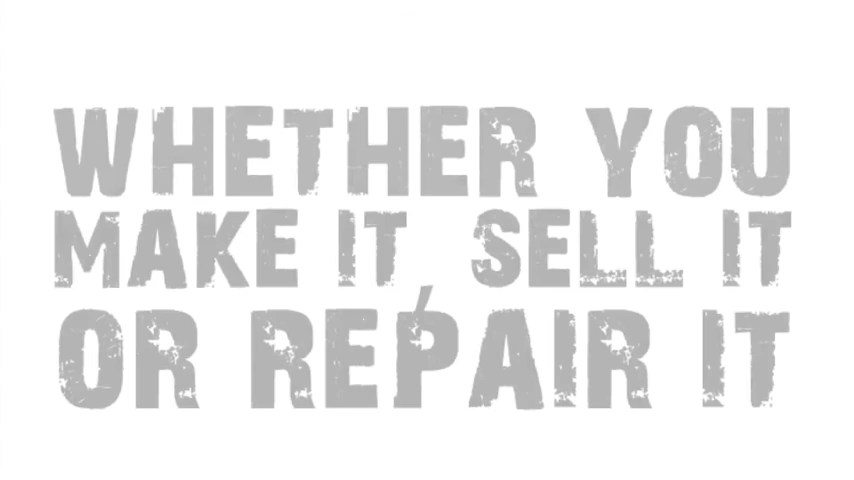 WHETHER YOU
MAKE IT, SELL IT
OR REPAIR IT